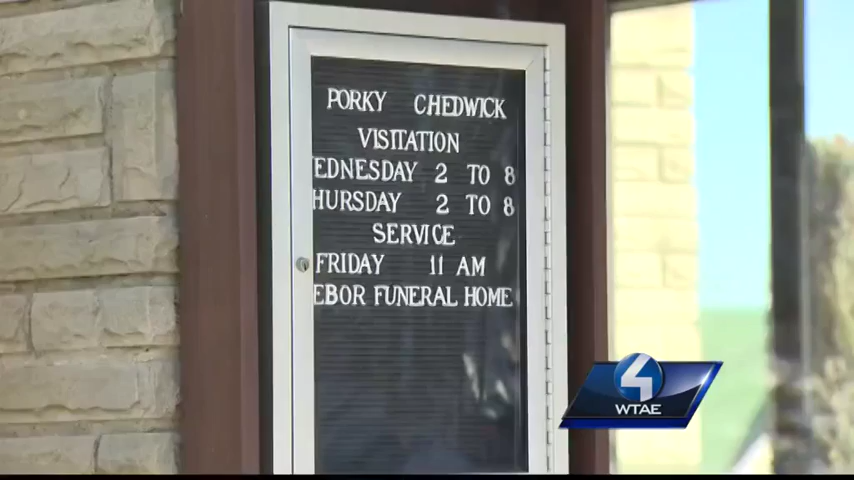 PORKY CHEDWICK
VISITATION
EDNESDAY 2 TO 8
HURSDAY 2 TO 8
SERVICE
FRIDAY 11 AM
EBOR FUNERAL HOME
4
WTAE